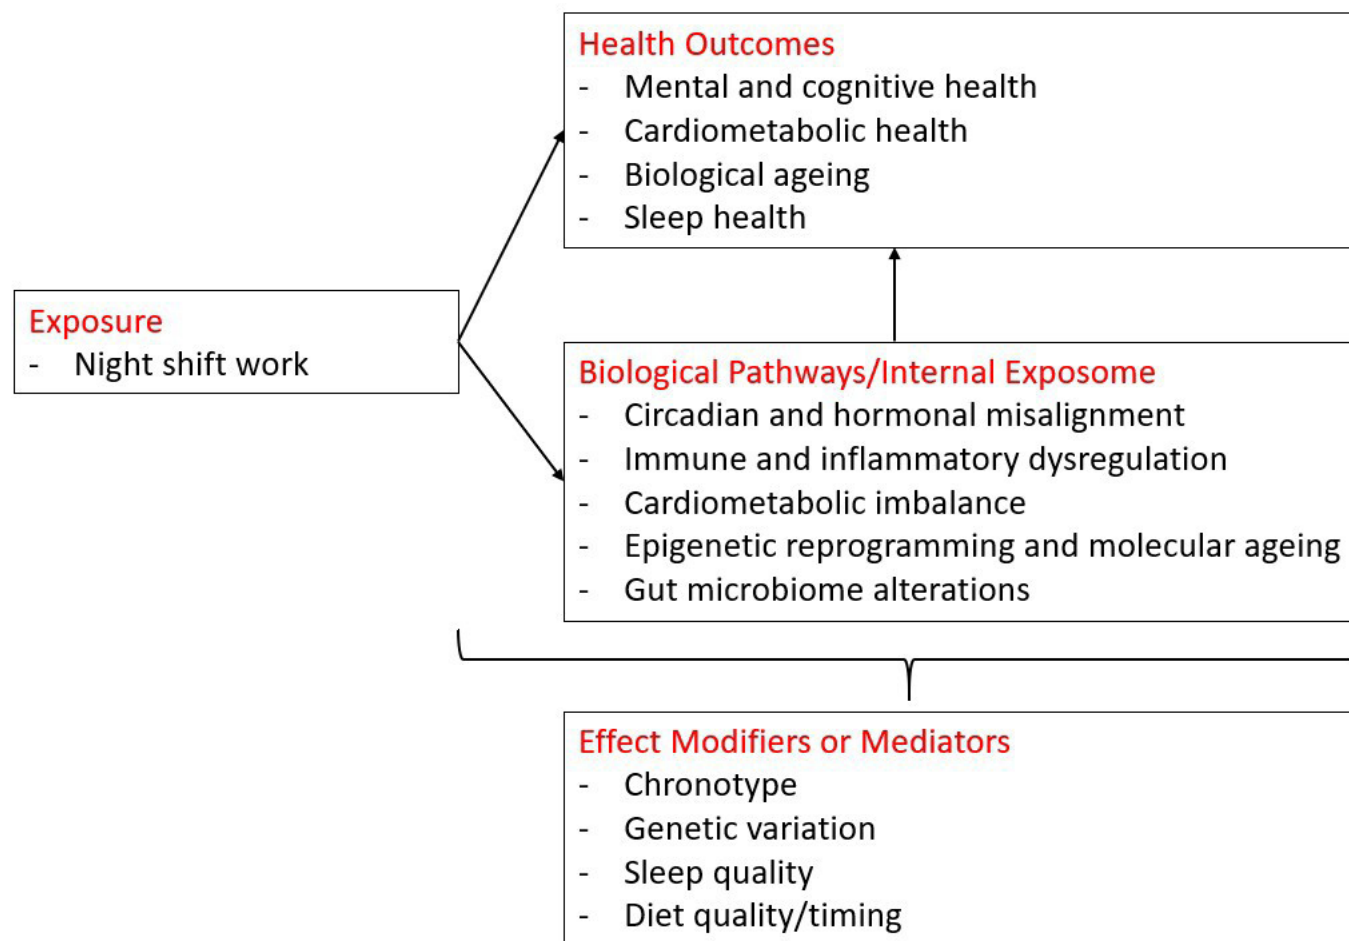 Health Outcomes
- Mental and cognitive health
- Cardiometabolic health
- Biological ageing
- Sleep health
Exposure
- Night shift work
Biological Pathways/Internal Exposome
- Circadian and hormonal misalignment
- Immune and inflammatory dysregulation
- Cardiometabolic imbalance
- Epigenetic reprogramming and molecular ageing
- Gut microbiome alterations
Effect Modifiers or Mediators
- Chronotype
- Genetic variation
- Sleep quality
- Diet quality/timing